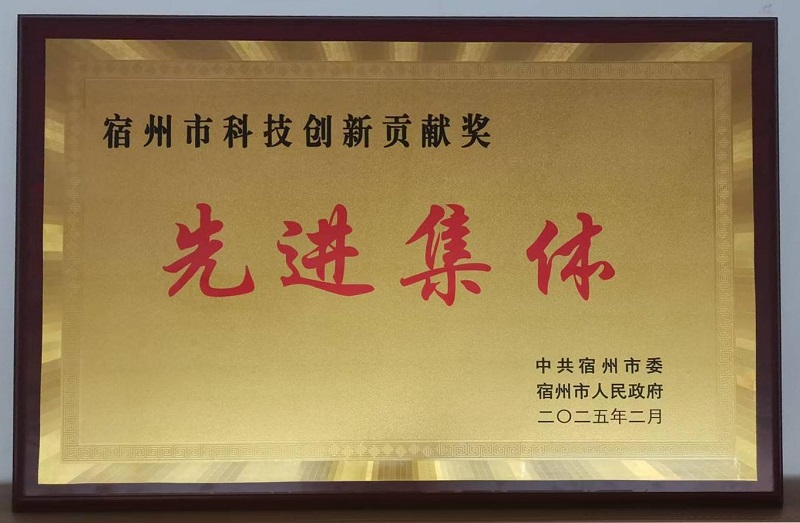 宿州市科技创新贡献奖
先进集体
中共宿州市委
宿州市人民政府
二〇二五年二月